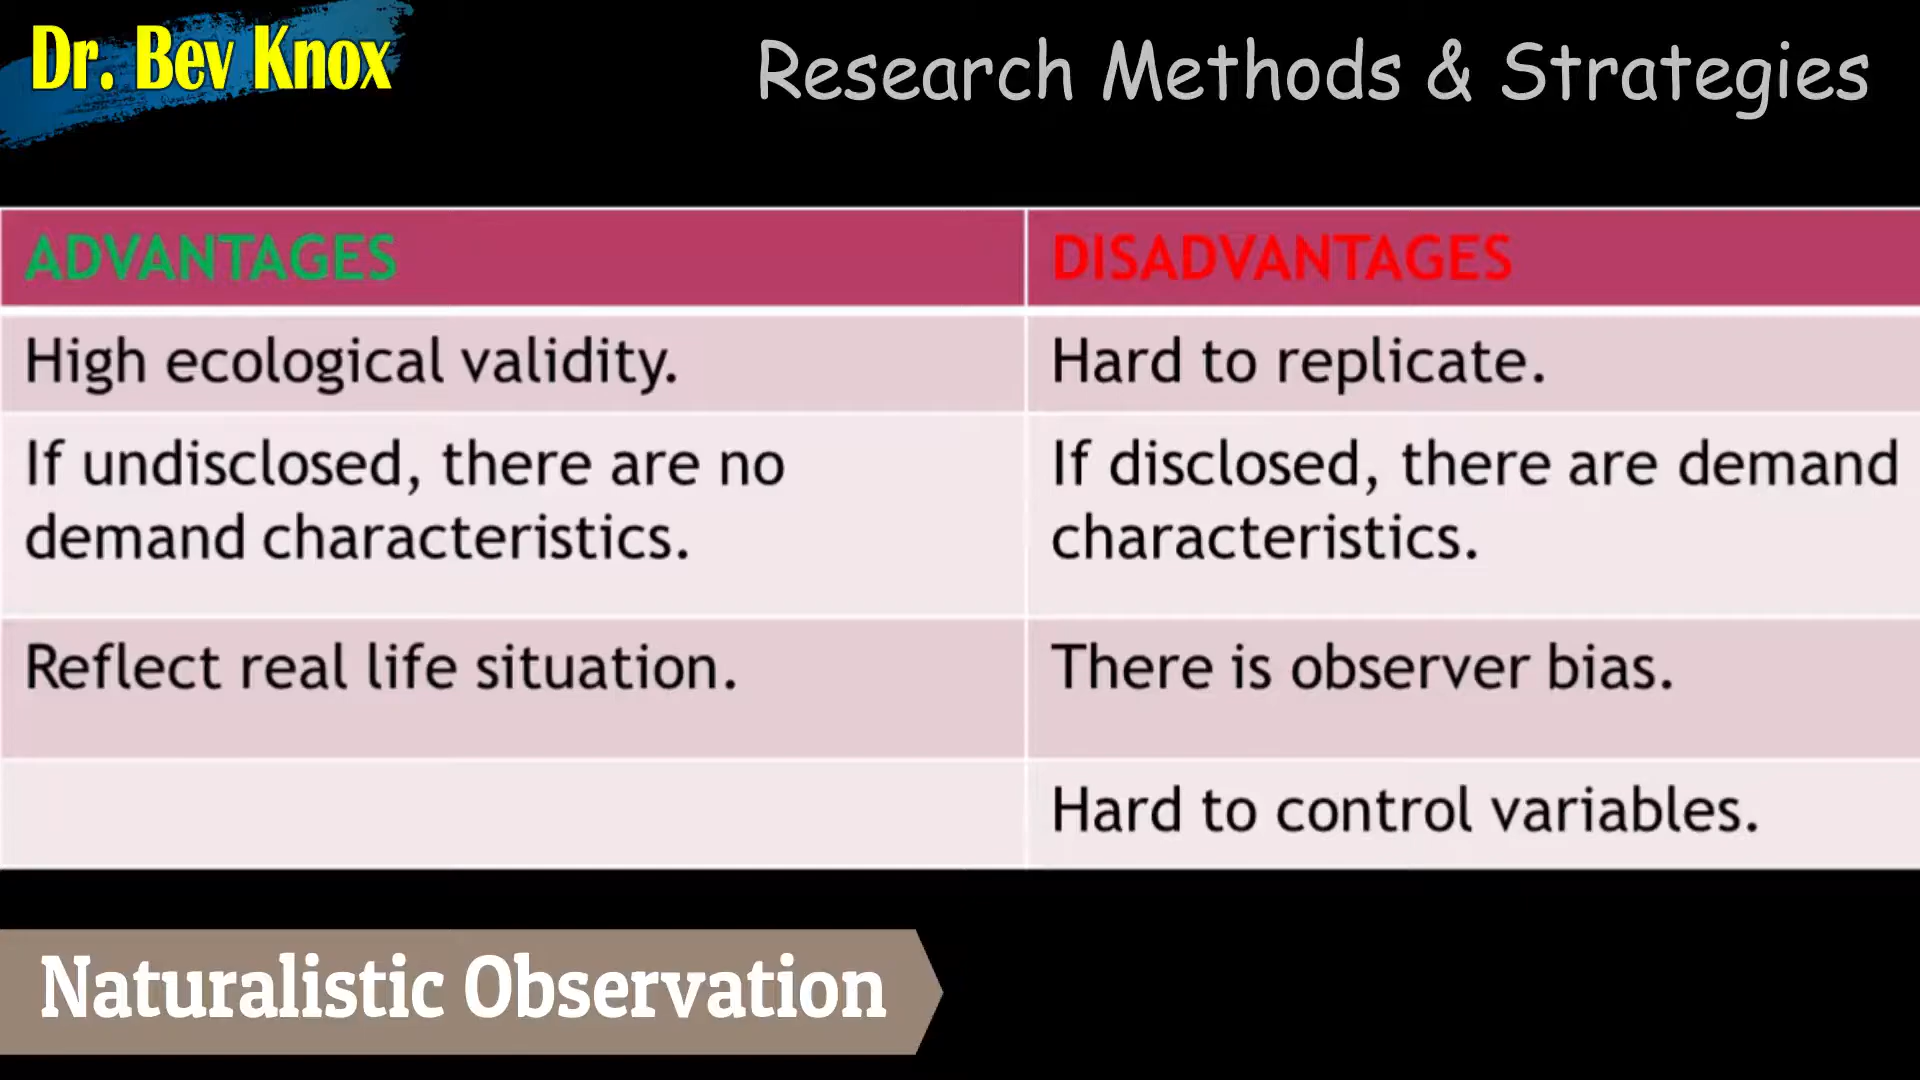 Dr. Bev Knox
Research Methods & Strategies
ADVANTAGES
DISADVANTAGES
High ecological validity.
Hard to replicate.
If undisclosed, there are no
demand characteristics.
If disclosed, there are demand
characteristics.
Reflect real life situation.
There is observer bias.
Hard to control variables.
Naturalistic Observation